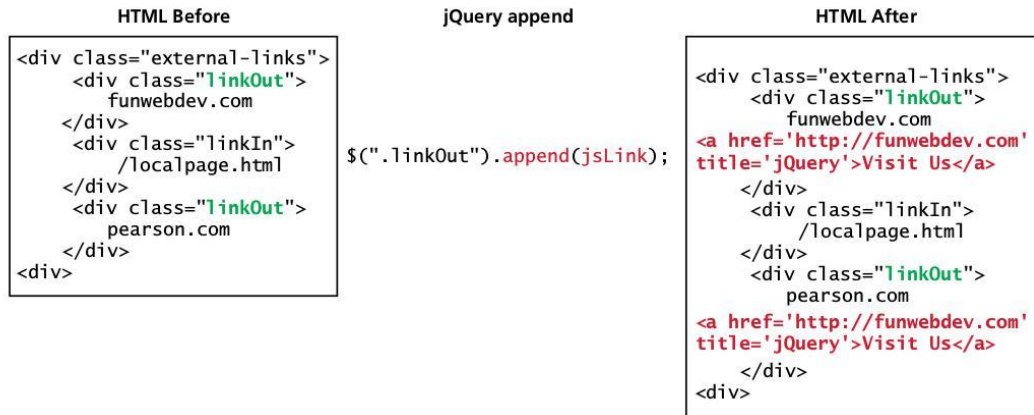 HTML Before
<div class="external-links">
<div class="linkOut">
funwebdev.com
</div>
<div class="linkIn">
/localpage.html
</div>
<div class="linkOut">
pearson.com
</div>
<div>
jQuery append
$(".linkOut").append(jsLink);
HTML After
<div class="external-links">
<div class="linkOut">
funwebdev.com
<a href='http://funwebdev.com'
title='jQuery'>Visit Us</a>
</div>
<div class="linkIn">
/localpage.html
</div>
<div class="linkOut">
pearson.com
<a href='http://funwebdev.com'
title='jQuery'>Visit Us</a>
</div>
<div>